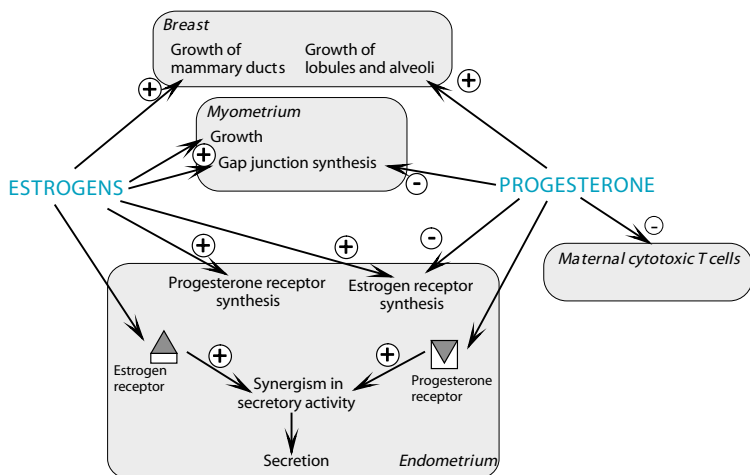 Breast
Growth of
mammary ducts
Growth of
lobules and alveoli
+
+
Myometrium
Growth
+
Gap junction synthesis
-
ESTROGENS
PROGESTERONE
+
+
-
-
Maternal cytotoxic T cells
Progesterone receptor
synthesis
Estrogen receptor
synthesis
Estrogen
receptor
+
+
Progesterone
receptor
Synergism in
secretory activity
Secretion
Endometrium